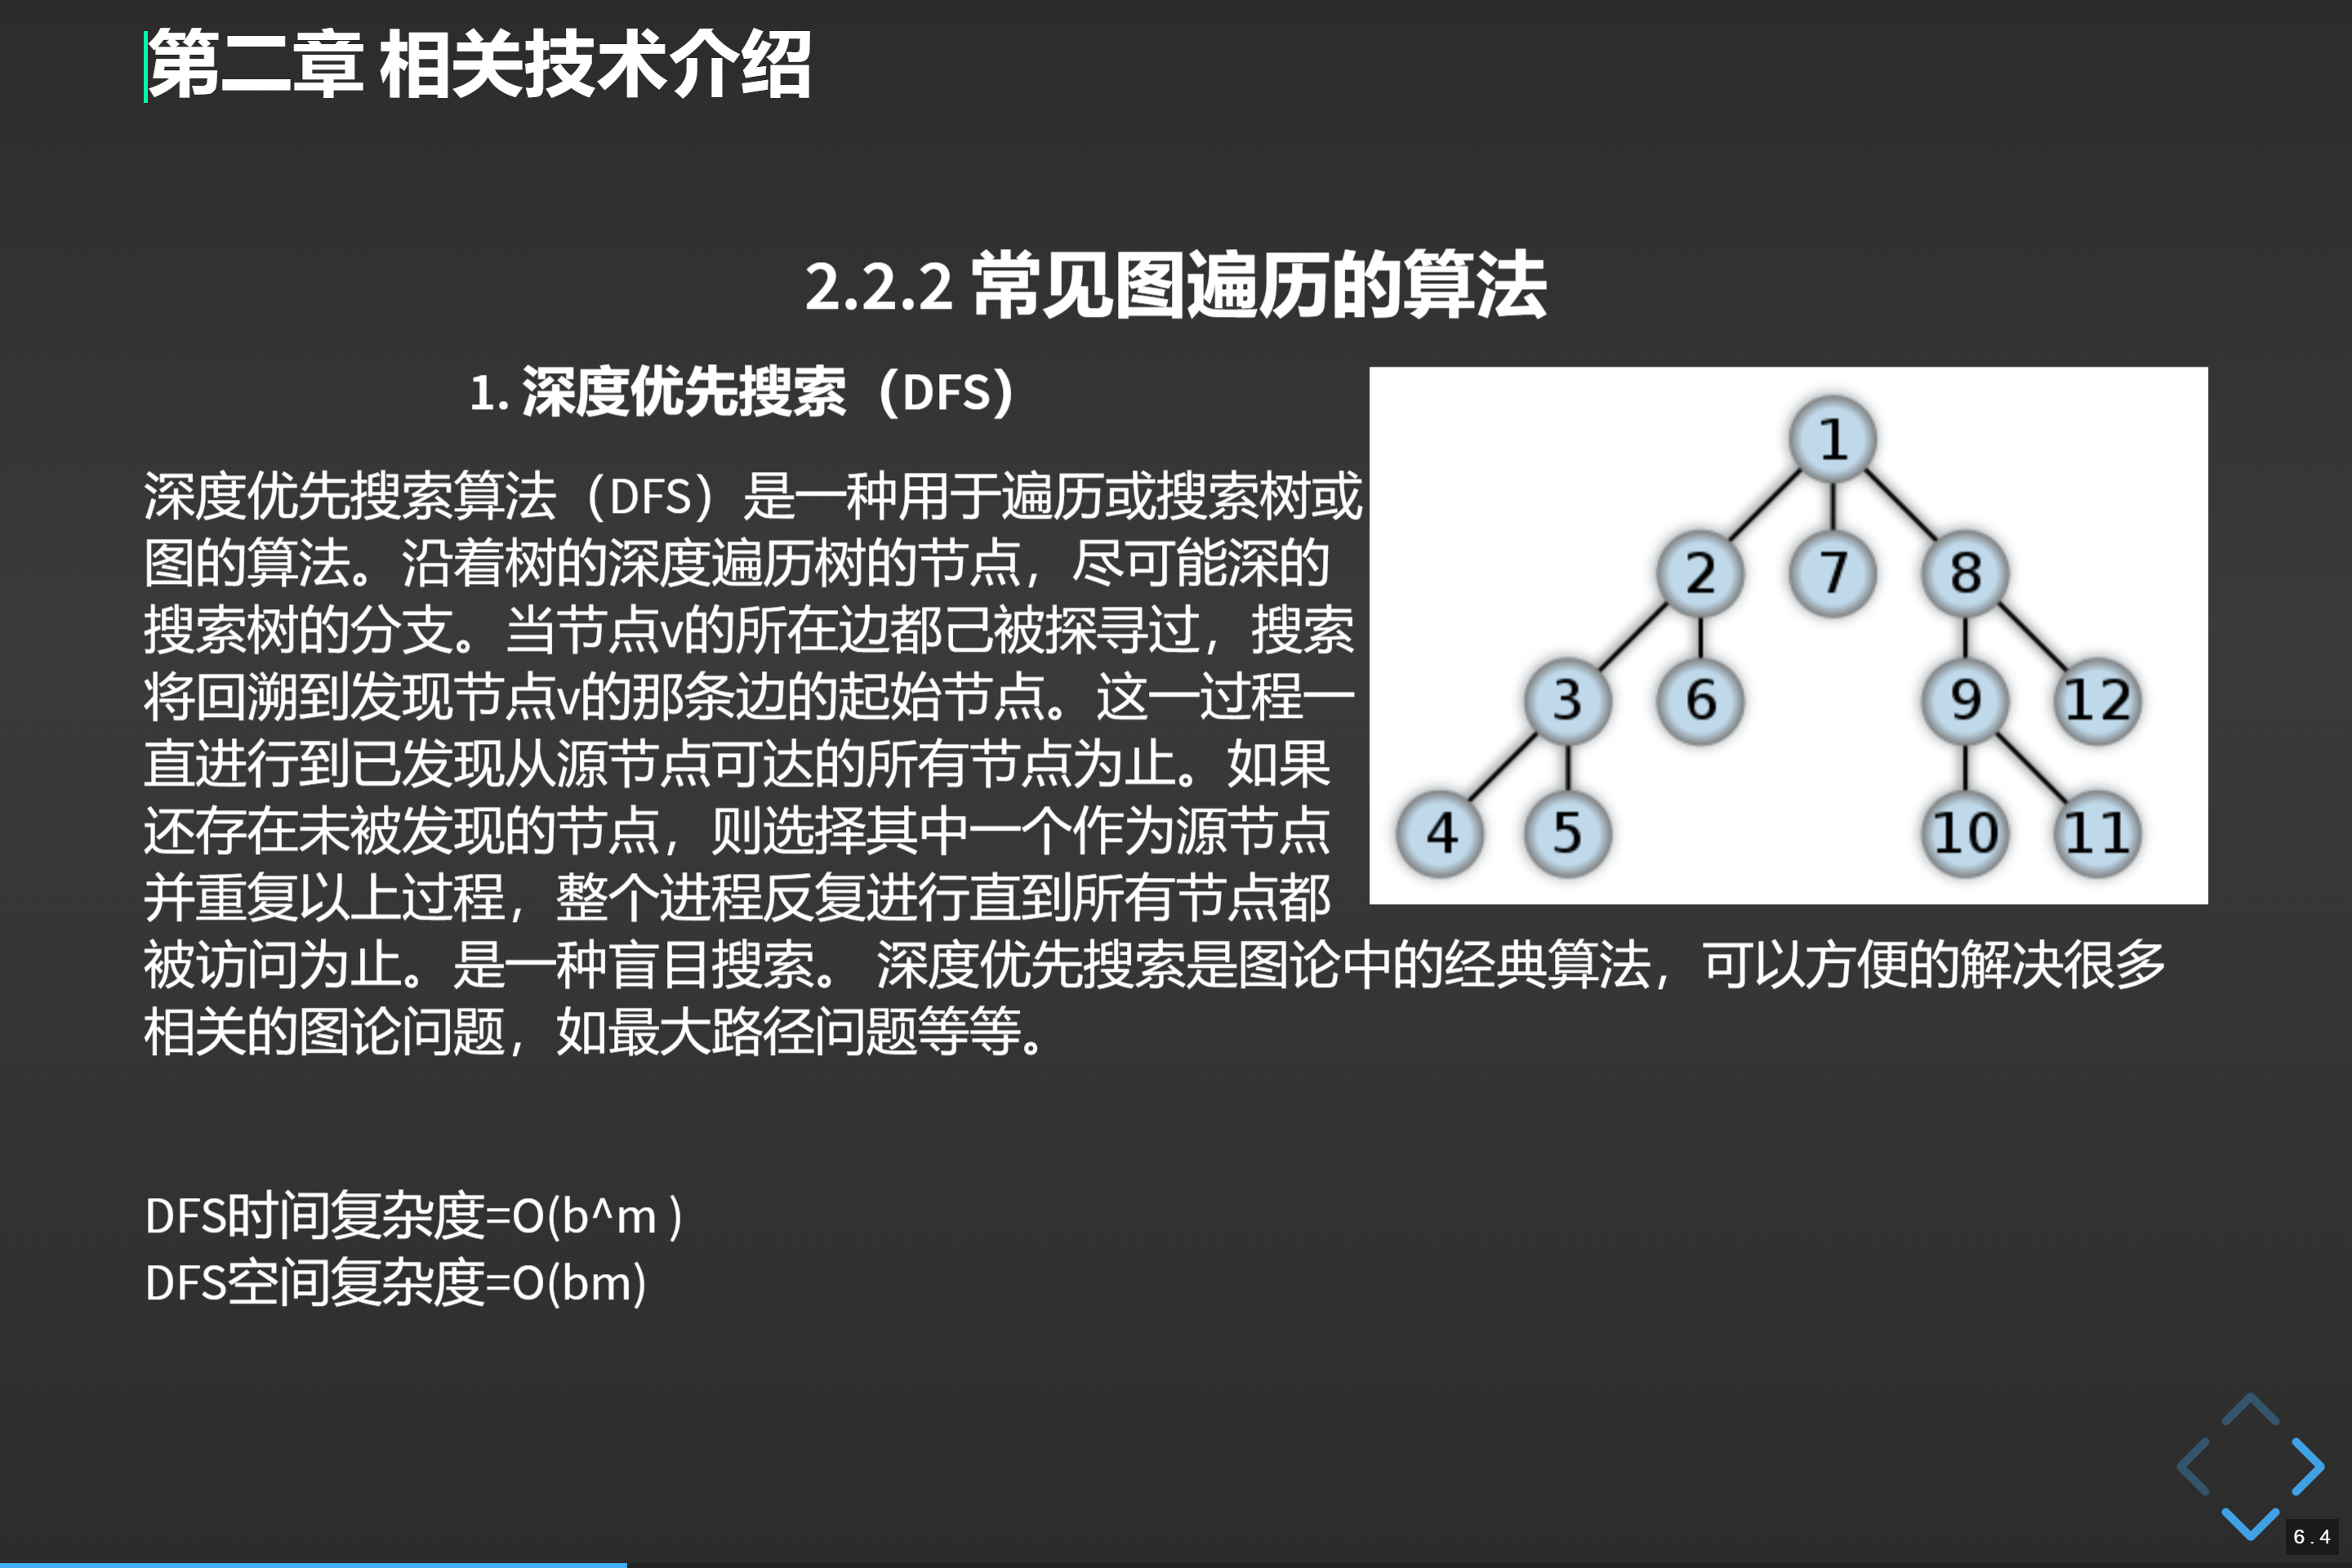 第二章 相关技术介绍
2.2.2 常见图遍历的算法
1. 深度优先搜索（DFS）
深度优先搜索算法（DFS）是一种用于遍历或搜索树或
图的算法。沿着树的深度遍历树的节点，尽可能深的
搜索树的分支。当节点v的所在边都己被探寻过，搜索
将回溯到发现节点v的那条边的起始节点。这一过程一
直进行到已发现从源节点可达的所有节点为止。如果
还存在未被发现的节点，则选择其中一个作为源节点
并重复以上过程，整个进程反复进行直到所有节点都
被访问为止。是一种盲目搜索。 深度优先搜索是图论中的经典算法，可以方便的解决很多
相关的图论问题，如最大路径问题等等。
1
2 7 8
3 6 9 12
4 5 10 11
DFS时间复杂度=O(b^m )
DFS空间复杂度=O(bm)
6.4